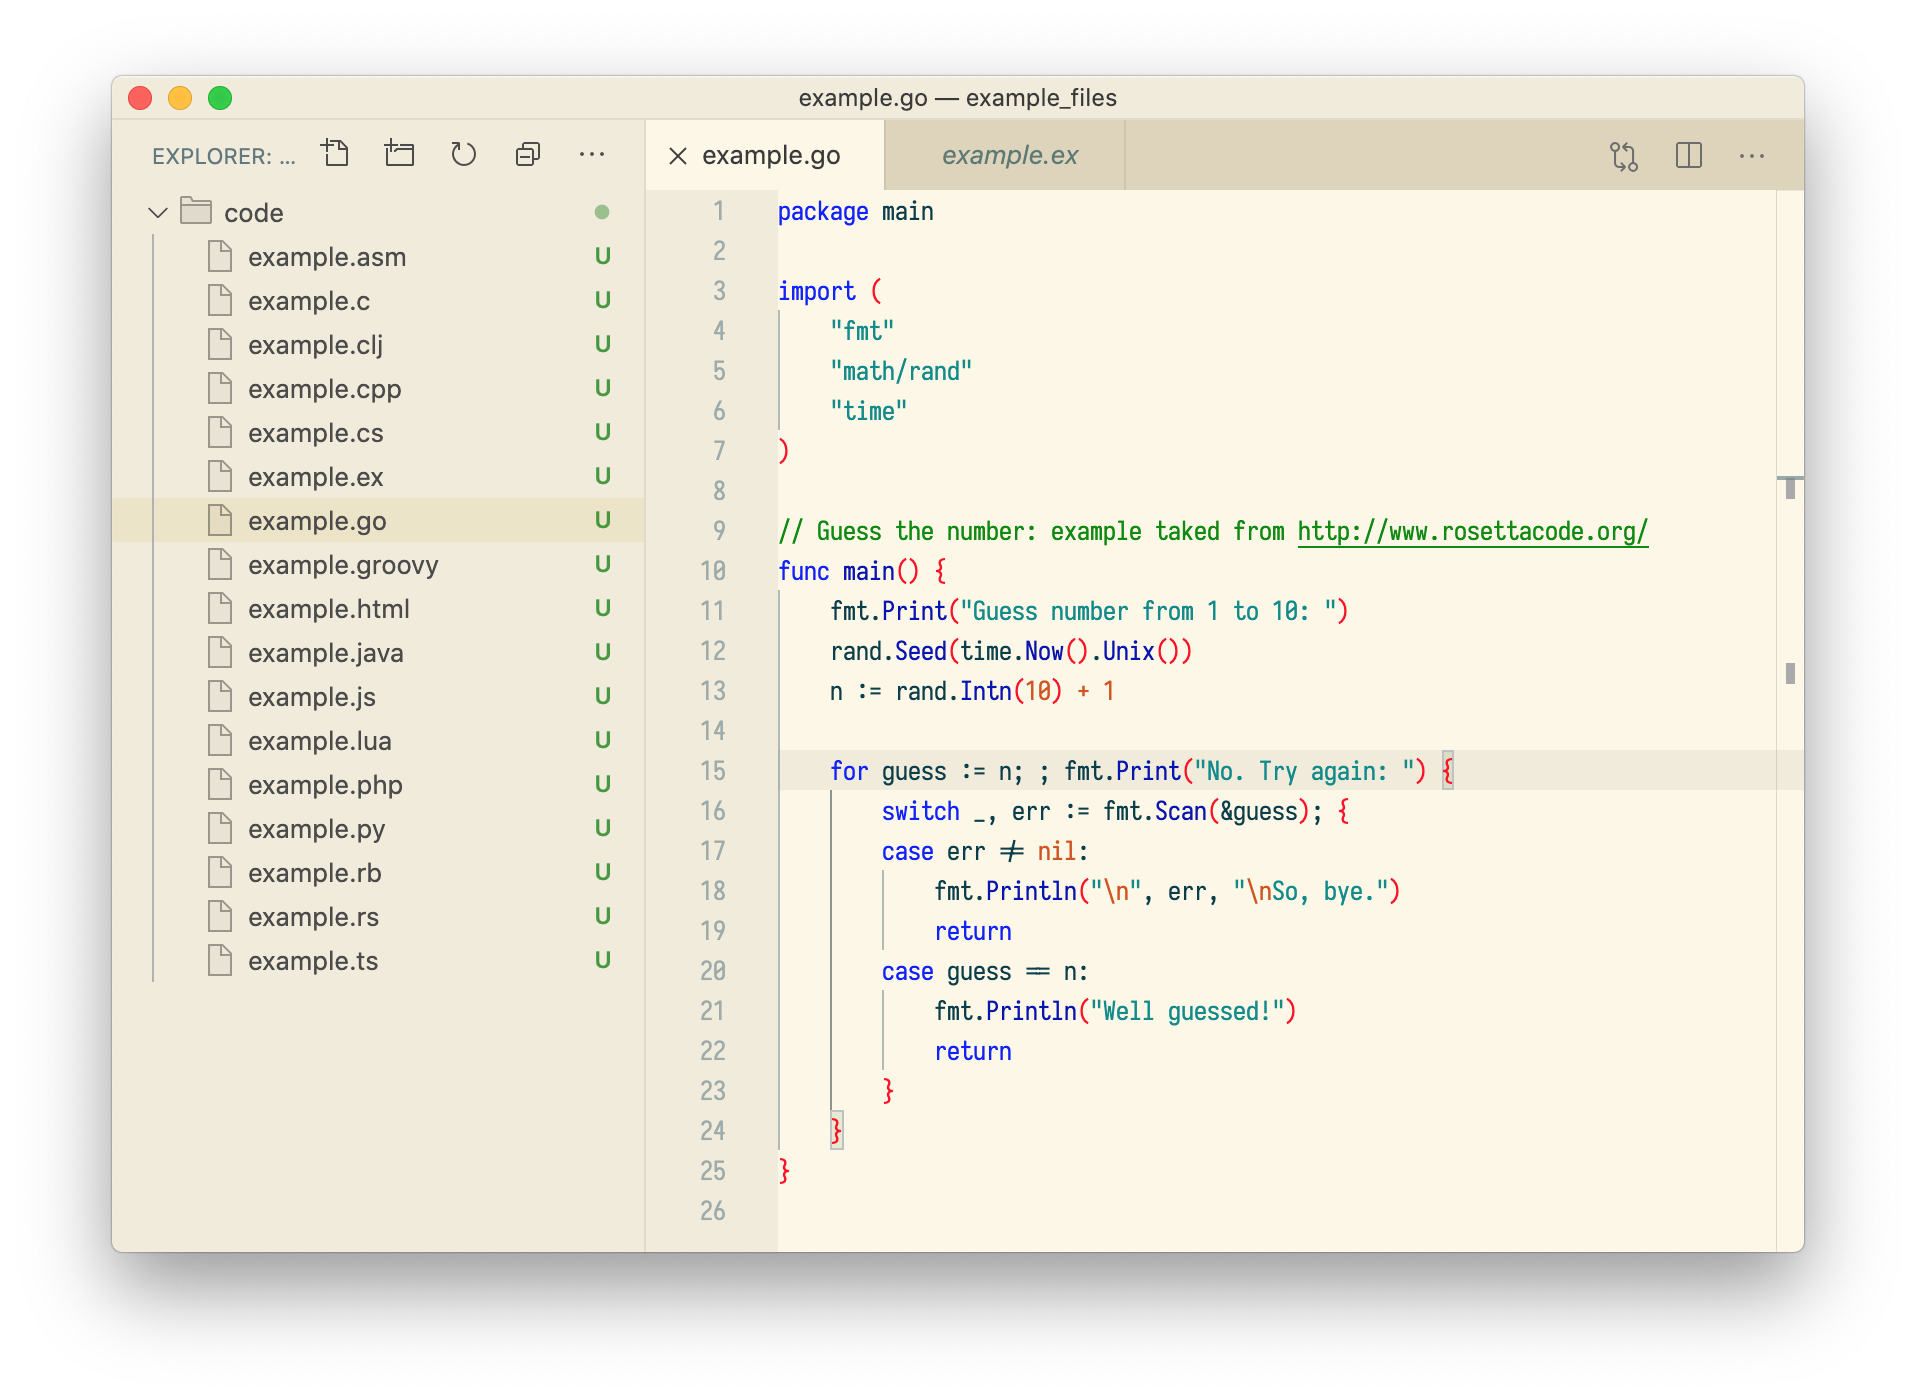 example.go — example_files
EXPLORER: ...
code
example.asm U
example.c U
example.clj U
example.cpp U
example.cs U
example.ex U
example.go U
example.groovy U
example.html U
example.java U
example.js U
example.lua U
example.php U
example.py U
example.rb U
example.rs U
example.ts U
example.go example.ex
1 package main
2
3 import (
4     "fmt"
5     "math/rand"
6     "time"
7 )
8
9 // Guess the number: example taked from http://www.rosettacode.org/
10 func main() {
11     fmt.Print("Guess number from 1 to 10: ")
12     rand.Seed(time.Now().Unix())
13     n := rand.Intn(10) + 1
14
15     for guess := n; ; fmt.Print("No. Try again: ") {
16         switch _, err := fmt.Scan(&guess); {
17         case err != nil:
18             fmt.Println("\n", err, "\nSo, bye.")
19             return
20         case guess == n:
21             fmt.Println("Well guessed!")
22             return
23         }
24     }
25 }
26